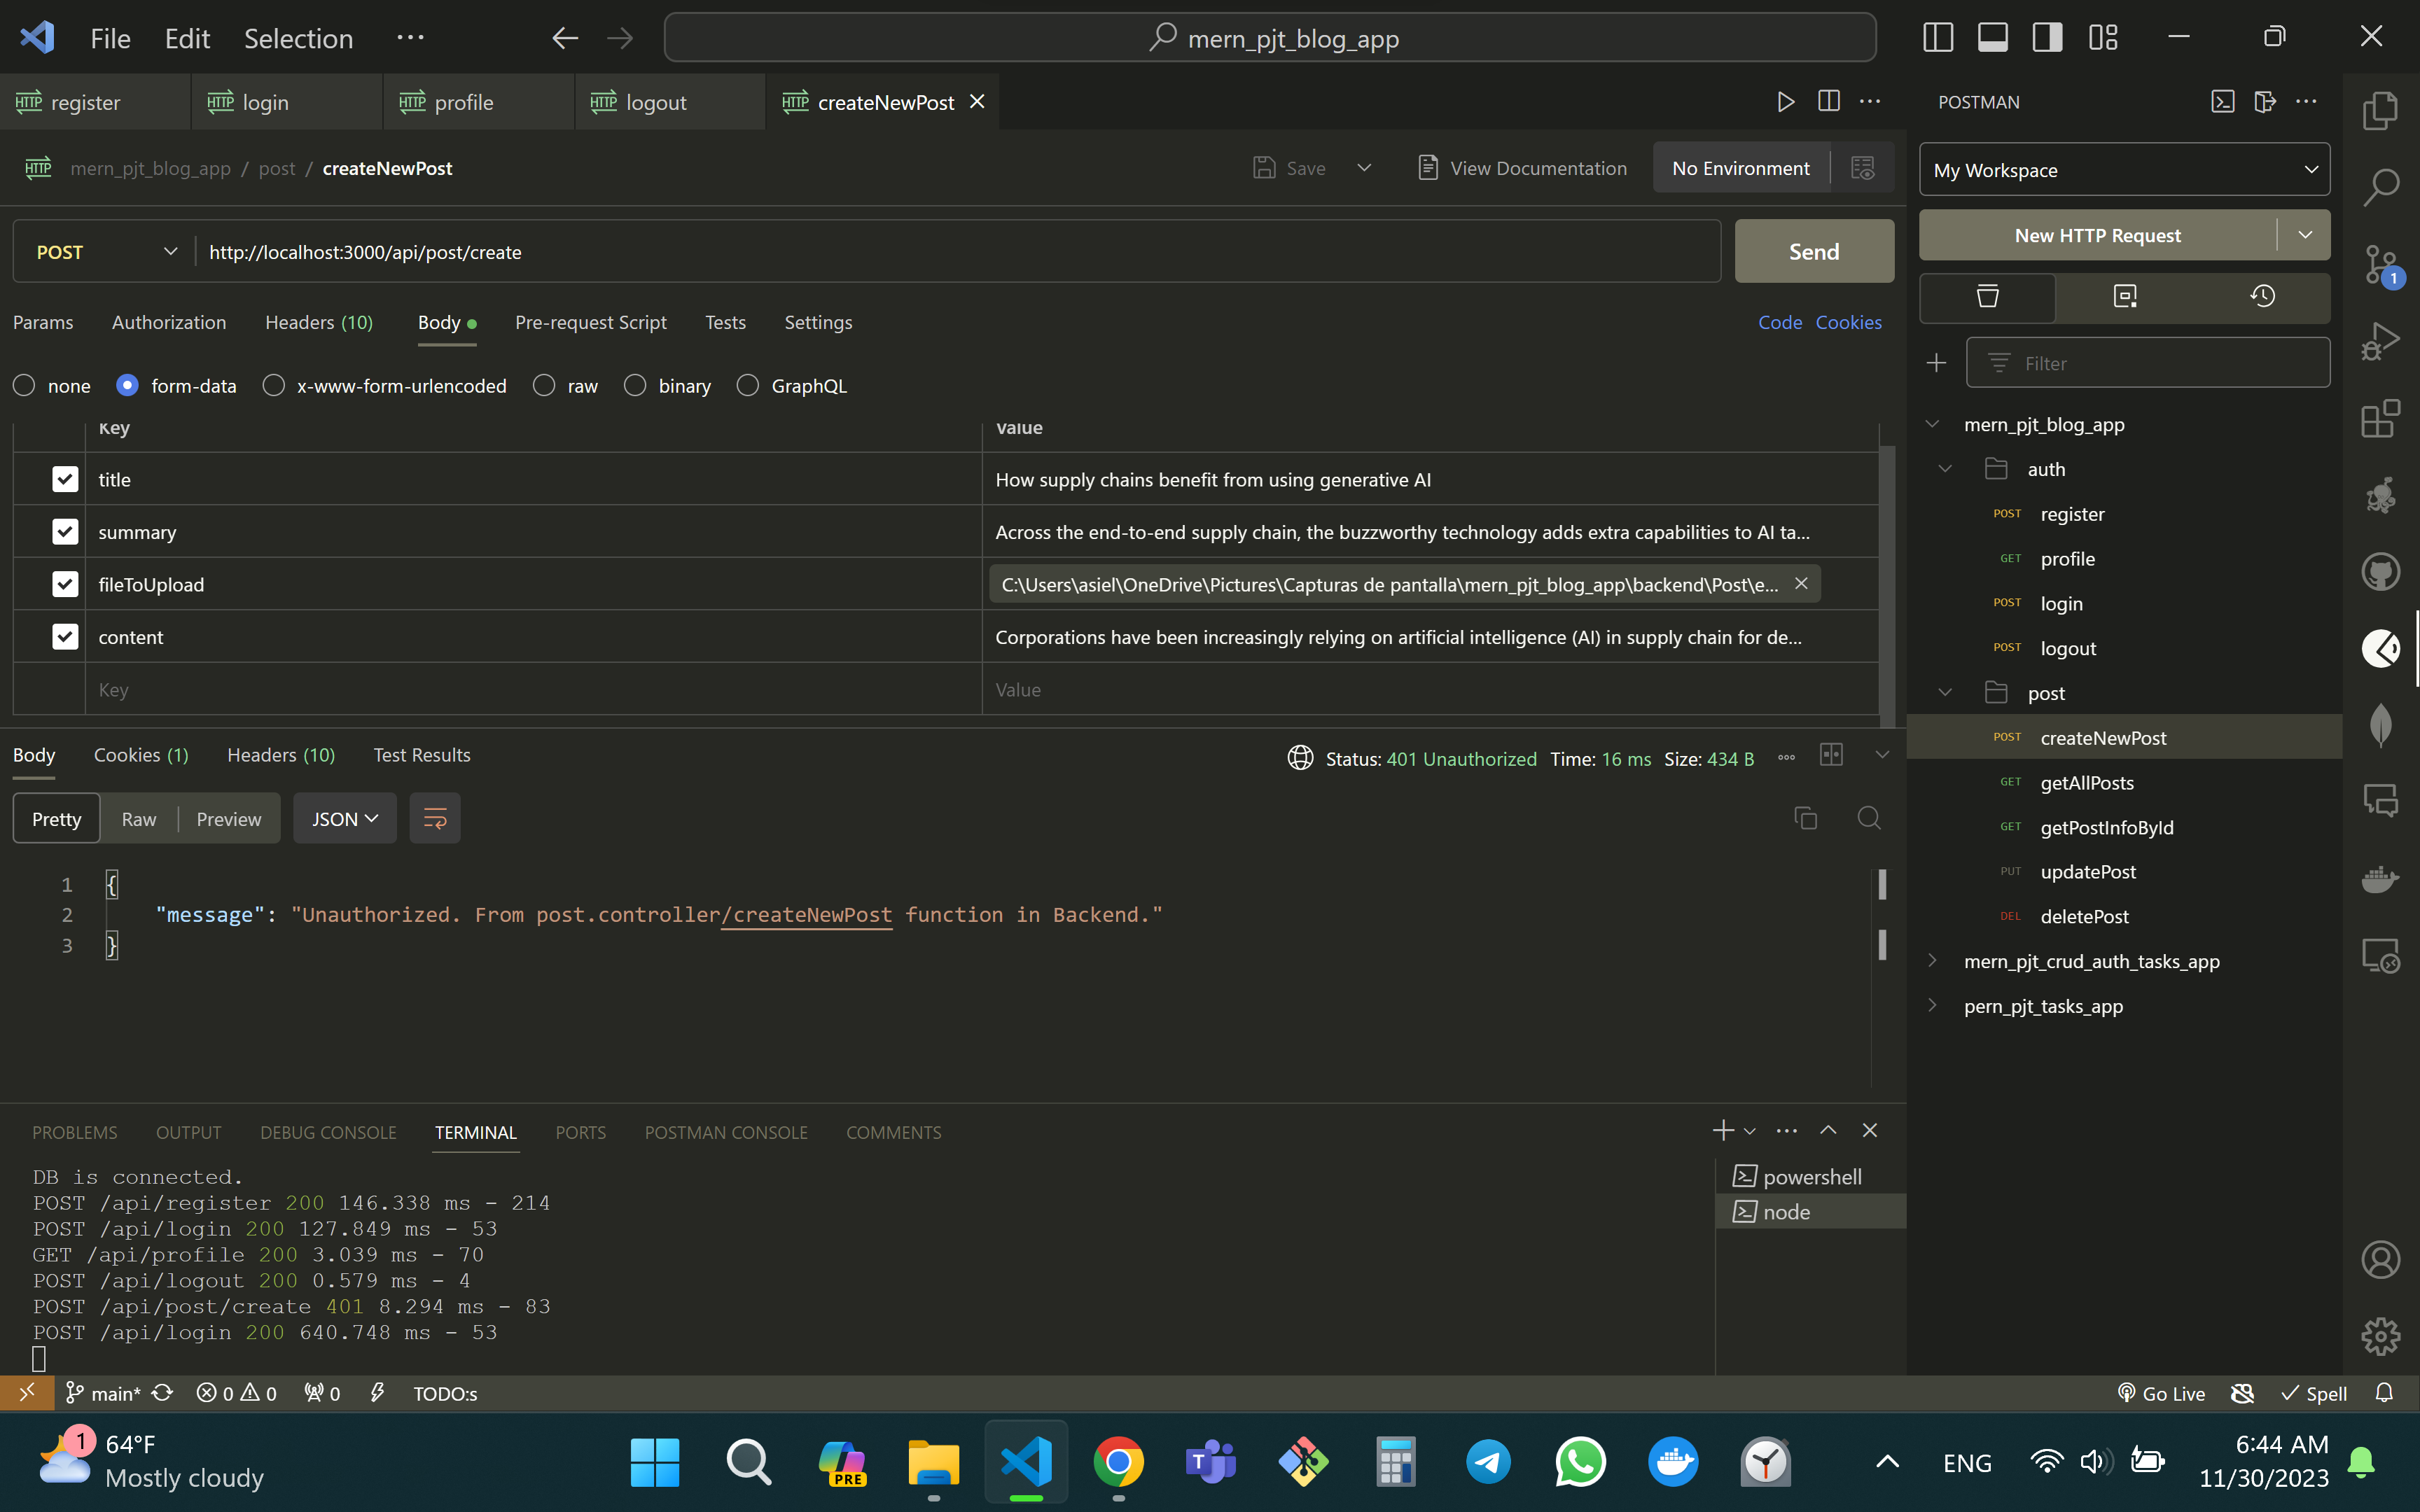 File Edit Selection ··· mern_pjt_blog_app
HTTP register HTTP login HTTP profile HTTP logout HTTP createNewPost
HTTP mern_pjt_blog_app / post / createNewPost Save View Documentation No Environment
POST http://localhost:3000/api/post/create Send
Params Authorization Headers (10) Body Pre-request Script Tests Settings Code Cookies
none form-data x-www-form-urlencoded raw binary GraphQL
Key Value
title How supply chains benefit from using generative AI
summary Across the end-to-end supply chain, the buzzworthy technology adds extra capabilities to AI ta...
fileToUpload C:\Users\asiel\OneDrive\Pictures\Capturas de pantalla\mern_pjt_blog_app\backend\Post\e...
content Corporations have been increasingly relying on artificial intelligence (AI) in supply chain for de...
Key Value
Body Cookies (1) Headers (10) Test Results Status: 401 Unauthorized Time: 16 ms Size: 434 B
Pretty Raw Preview JSON
1 {
2 "message": "Unauthorized. From post.controller/createNewPost function in Backend."
3 }
PROBLEMS OUTPUT DEBUG CONSOLE TERMINAL PORTS POSTMAN CONSOLE COMMENTS
DB is connected.
POST /api/register 200 146.338 ms - 214
POST /api/login 200 127.849 ms - 53
GET /api/profile 200 3.039 ms - 70
POST /api/logout 200 0.579 ms - 4
POST /api/post/create 401 8.294 ms - 83
POST /api/login 200 640.748 ms - 53
powershell
node
POSTMAN
My Workspace
New HTTP Request
Filter
mern_pjt_blog_app
auth
POST register
GET profile
POST login
POST logout
post
POST createNewPost
GET getAllPosts
GET getPostInfoById
PUT updatePost
DEL deletePost
mern_pjt_crud_auth_tasks_app
pern_pjt_tasks_app
1
main* 0 0 0 TODO:s Go Live Spell
1 64°F
Mostly cloudy
PRE
T
ENG
6:44 AM
11/30/2023